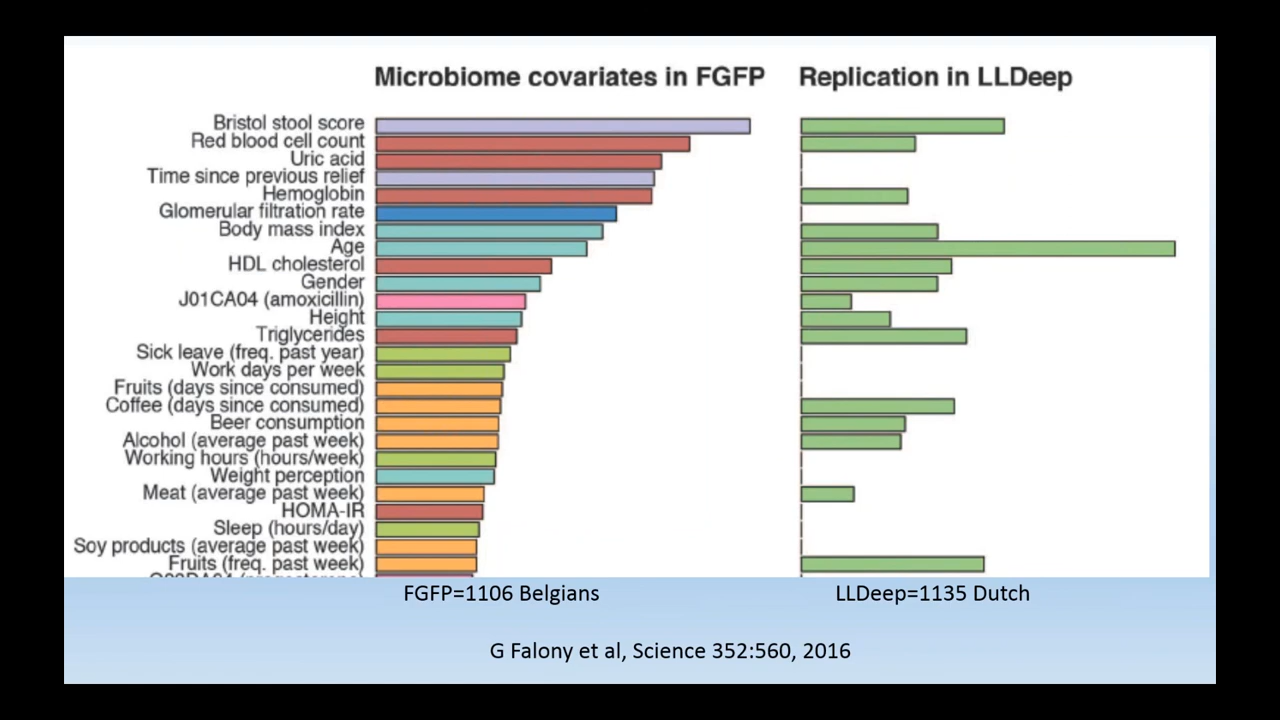 Microbiome covariates in FGFP
Replication in LLDeep
Bristol stool score
Red blood cell count
Uric acid
Time since previous relief
Hemoglobin
Glomerular filtration rate
Body mass index
Age
HDL cholesterol
Gender
J01CA04 (amoxicillin)
Height
Triglycerides
Sick leave (freq. past year)
Work days per week
Fruits (days since consumed)
Coffee (days since consumed)
Beer consumption
Alcohol (average past week)
Working hours (hours/week)
Weight perception
Meat (average past week)
HOMA-IR
Sleep (hours/day)
Soy products (average past week)
Fruits (freq. past week)
FGFP=1106 Belgians
LLDeep=1135 Dutch
G Falony et al, Science 352:560, 2016